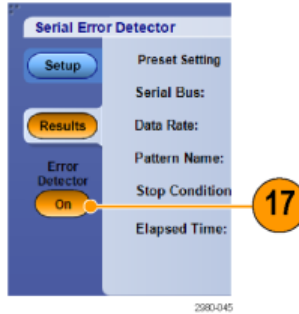 Serial Error Detector
Setup
Preset Setting
Serial Bus:
Results
Data Rate:
Pattern Name:
Error
Detector
On
Stop Condition
Elapsed Time:
17
2980-045